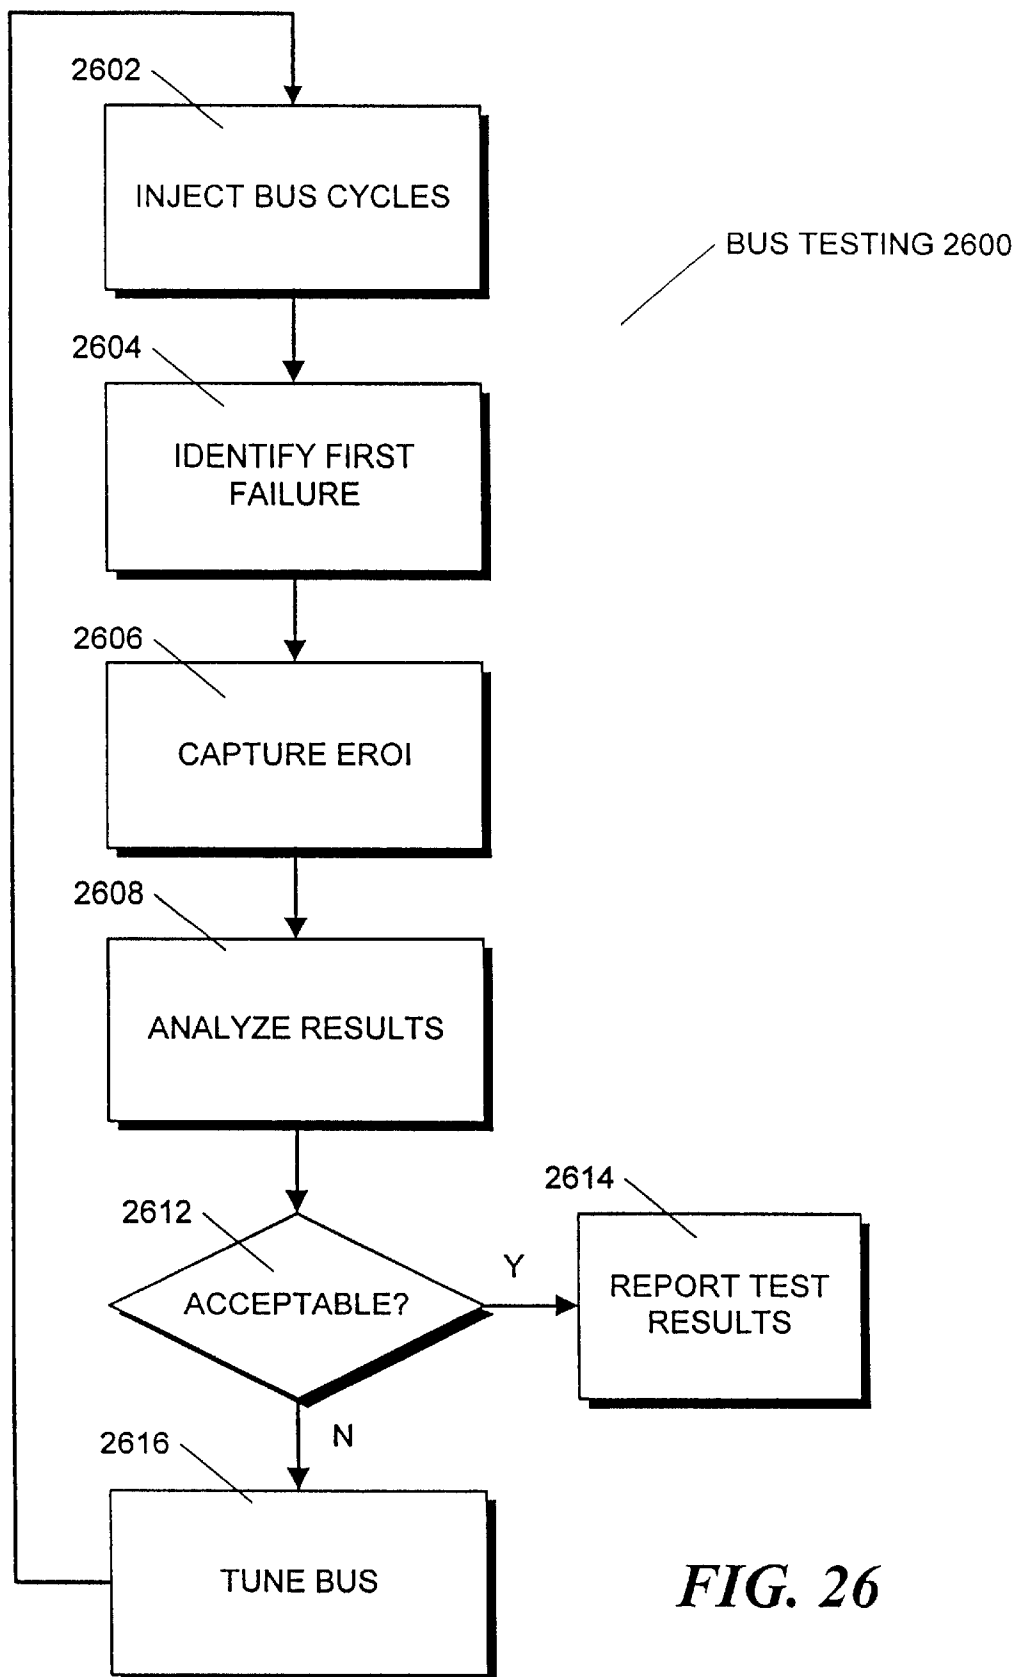 2602
INJECT BUS CYCLES
BUS TESTING 2600
2604
IDENTIFY FIRST
FAILURE
2606
CAPTURE EROI
2608
ANALYZE RESULTS
2612
ACCEPTABLE?
Y
2614
REPORT TEST
RESULTS
N
2616
TUNE BUS
FIG. 26